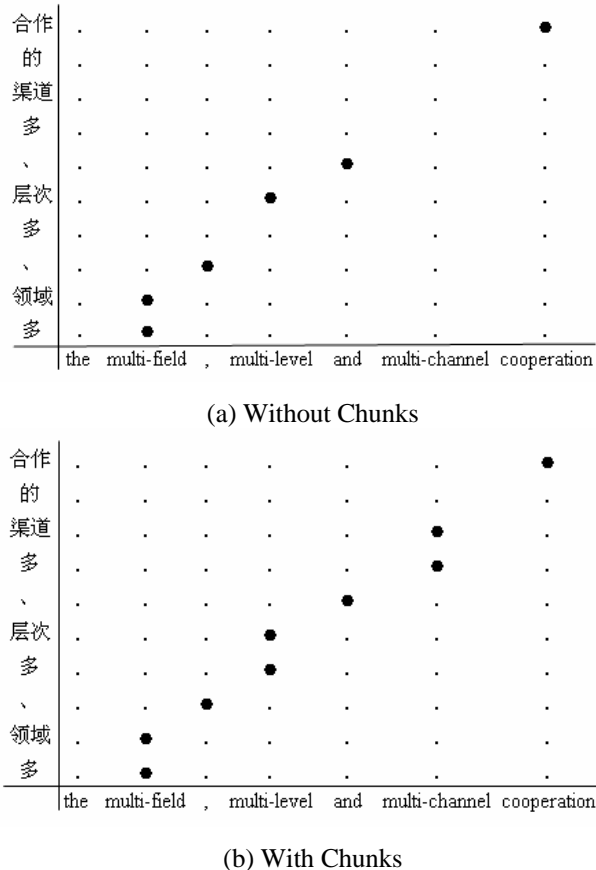 合作
的
渠道
多
、
层次
多
、
领域
多
the multi-field , multi-level and multi-channel cooperation
(a) Without Chunks
合作
的
渠道
多
、
层次
多
、
领域
多
the multi-field , multi-level and multi-channel cooperation
(b) With Chunks